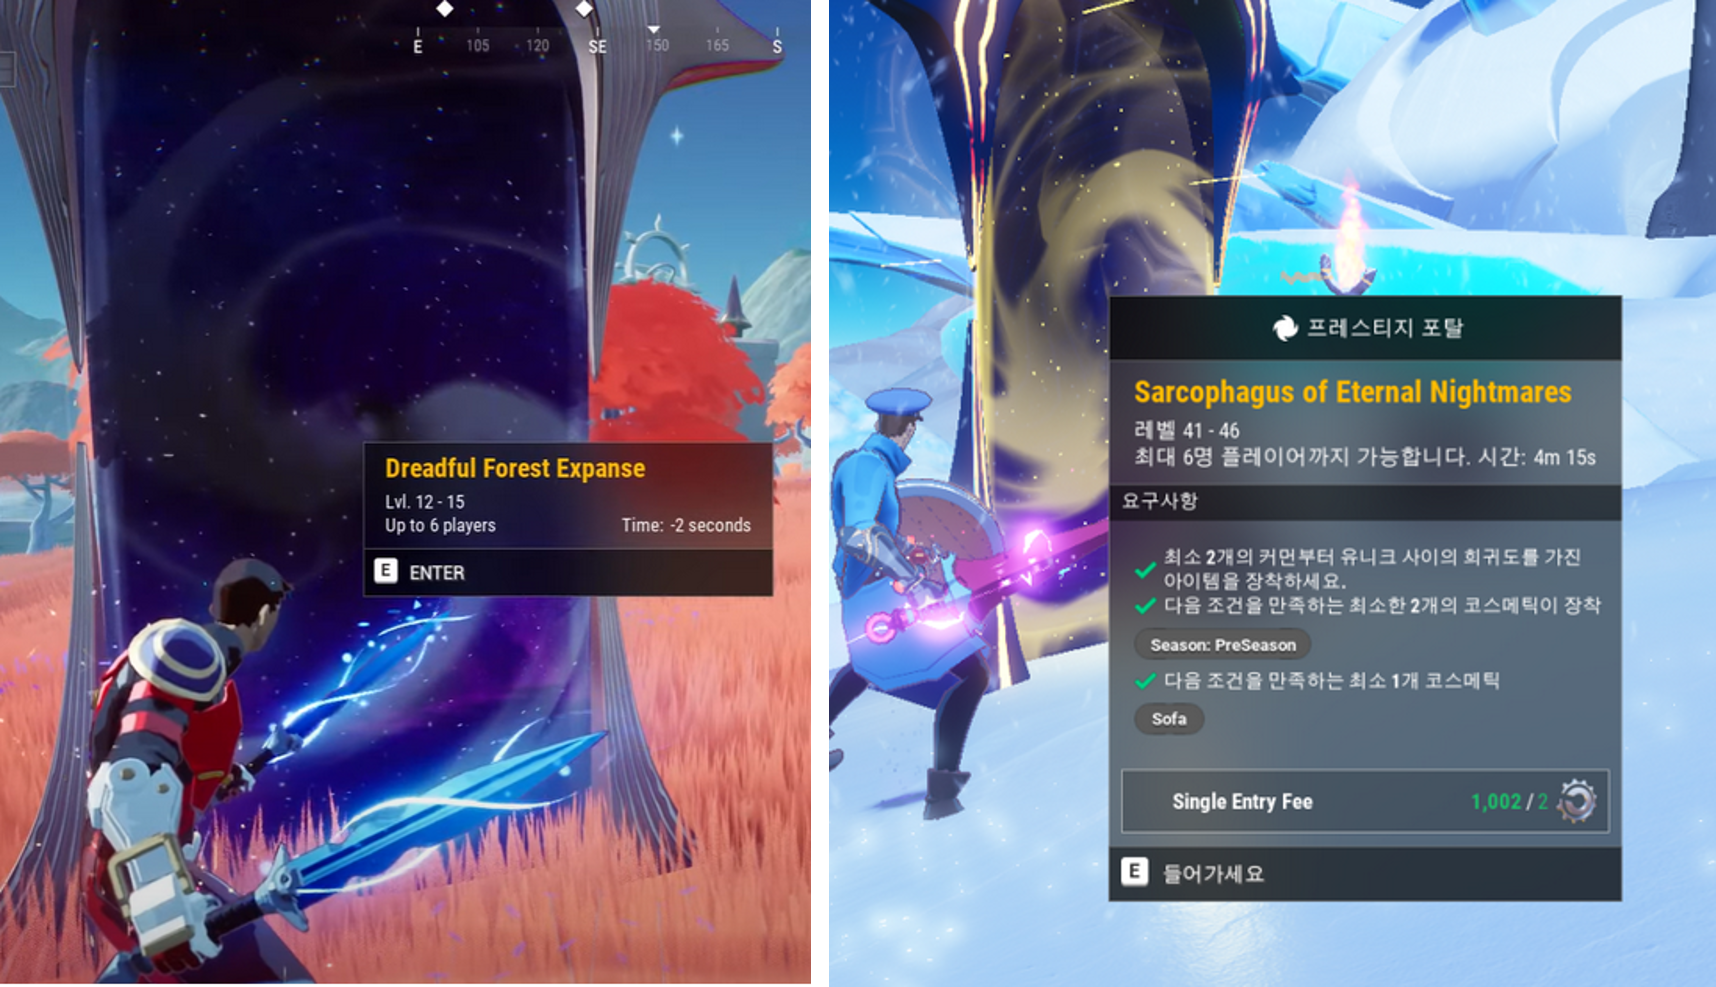 E 105 120 SE 150 165 S
Dreadful Forest Expanse
Lvl. 12 - 15
Up to 6 players Time: -2 seconds
E ENTER
프레스티지 포탈
Sarcophagus of Eternal Nightmares
레벨 41 - 46
최대 6명 플레이어까지 가능합니다. 시간: 4m 15s
요구사항
최소 2개의 커먼부터 유니크 사이의 희귀도를 가진
아이템을 장착하세요.
다음 조건을 만족하는 최소한 2개의 코스메틱이 장착
Season: PreSeason
다음 조건을 만족하는 최소 1개 코스메틱
Sofa
Single Entry Fee 1,002 / 2
E 들어가세요